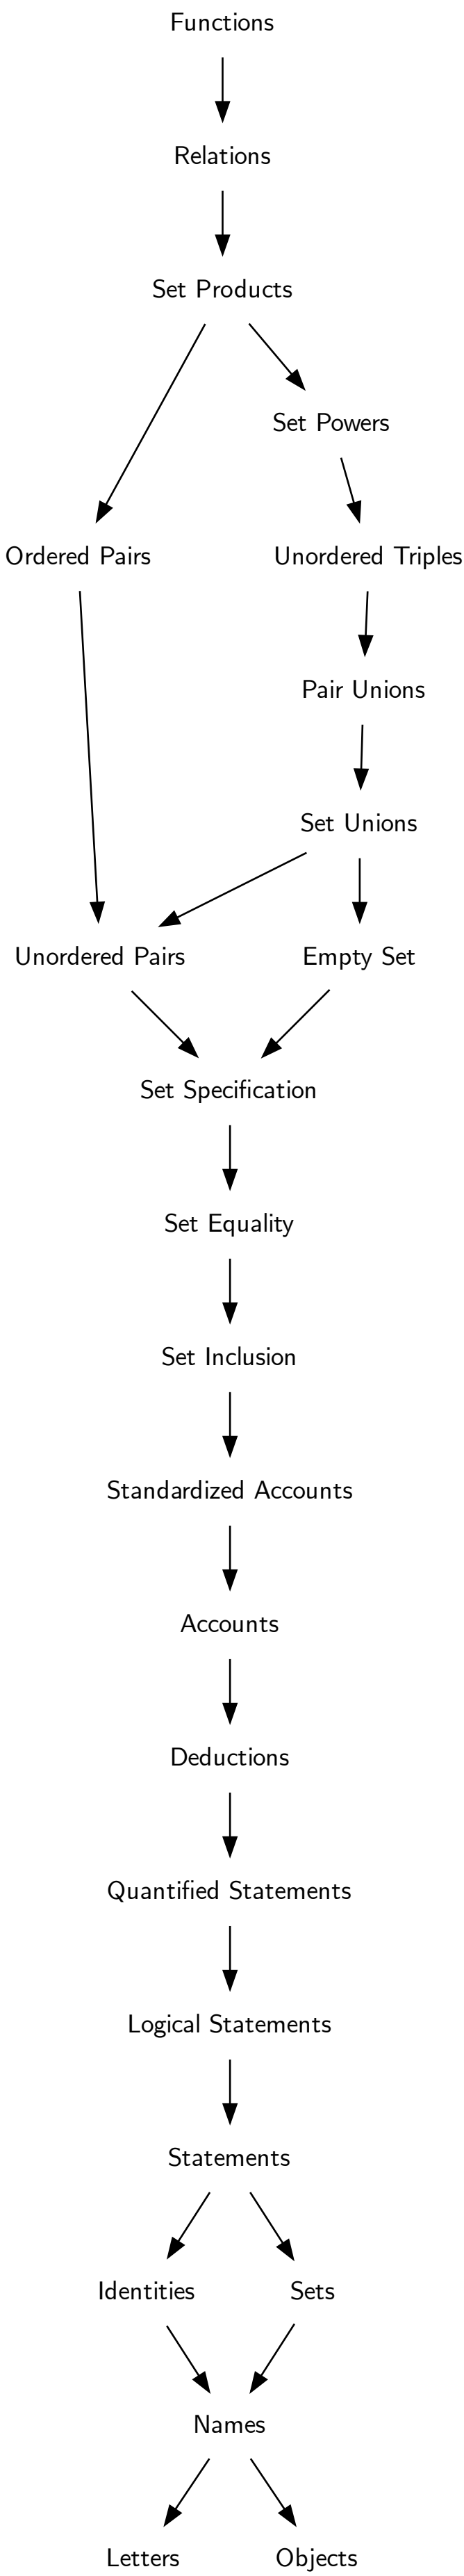 Functions
Relations
Set Products
Set Powers
Ordered Pairs
Unordered Triples
Pair Unions
Set Unions
Unordered Pairs
Empty Set
Set Specification
Set Equality
Set Inclusion
Standardized Accounts
Accounts
Deductions
Quantified Statements
Logical Statements
Statements
Identities
Sets
Names
Letters
Objects